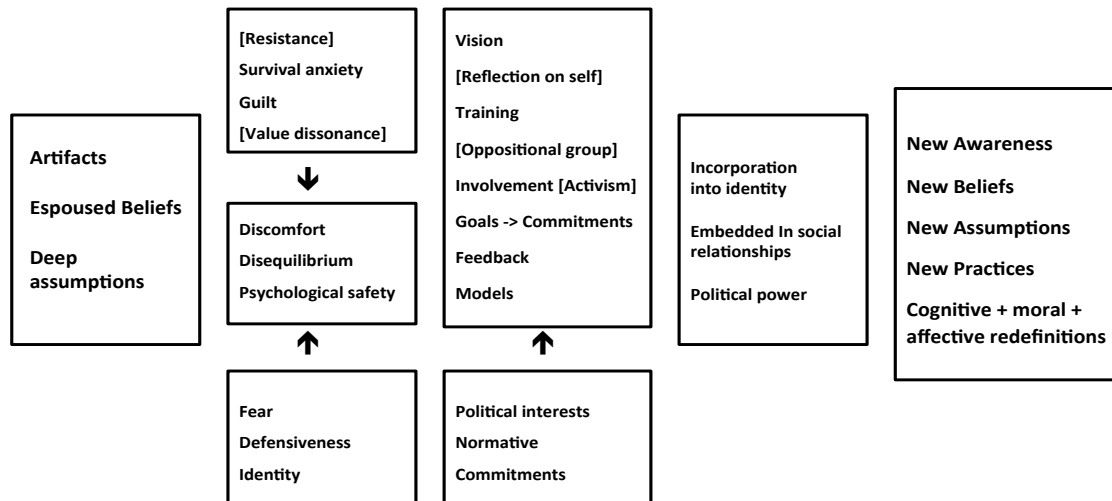 Artifacts
Espoused Beliefs
Deep
assumptions
[Resistance]
Survival anxiety
Guilt
[Value dissonance]
Discomfort
Disequilibrium
Psychological safety
Fear
Defensiveness
Identity
Vision
[Reflection on self]
Training
[Oppositional group]
Involvement [Activism]
Goals -> Commitments
Feedback
Models
Political interests
Normative
Commitments
Incorporation
into identity
Embedded In social
relationships
Political power
New Awareness
New Beliefs
New Assumptions
New Practices
Cognitive + moral +
affective redefinitions